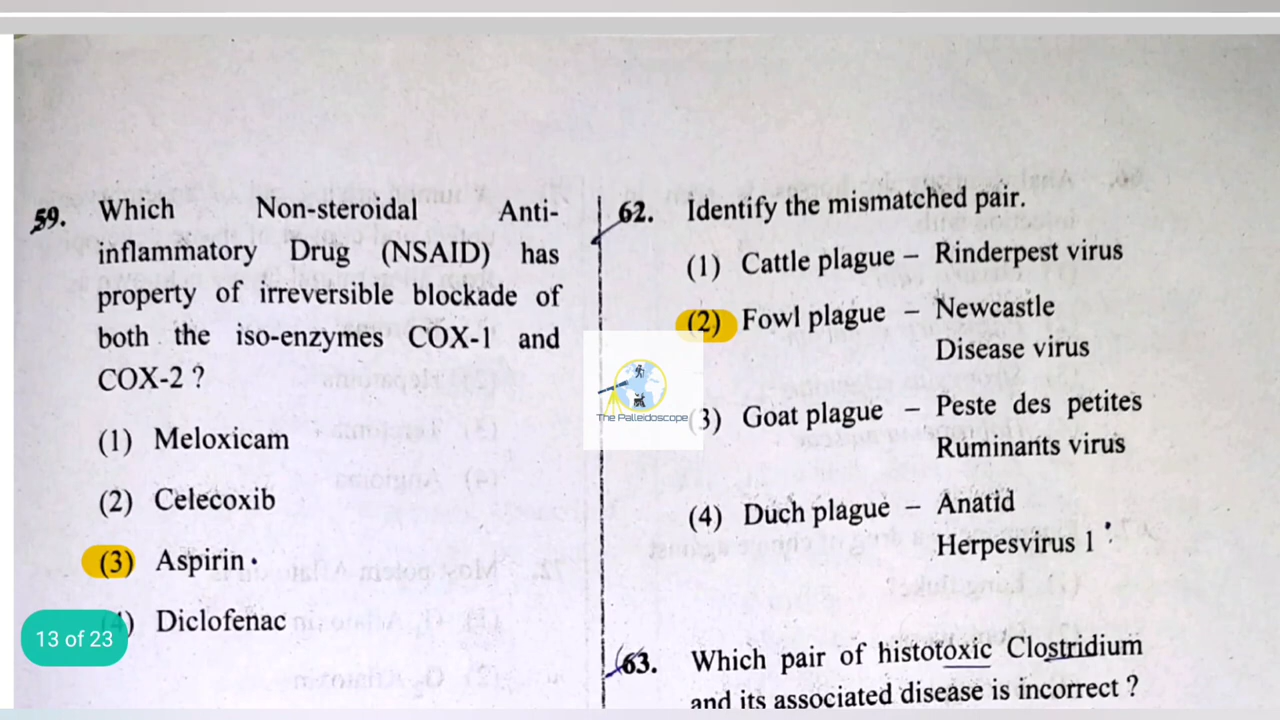 59. Which Non-steroidal Anti-
inflammatory Drug (NSAID) has
property of irreversible blockade of
both the iso-enzymes COX-1 and
COX-2 ?
(1) Meloxicam
(2) Celecoxib
(3) Aspirin
(4) Diclofenac
13 of 23
The Palleidoscope
62. Identify the mismatched pair.
(1) Cattle plague – Rinderpest virus
(2) Fowl plague – Newcastle
Disease virus
(3) Goat plague – Peste des petites
Ruminants virus
(4) Duch plague – Anatid
Herpesvirus 1
63. Which pair of histotoxic Clostridium
and its associated disease is incorrect ?